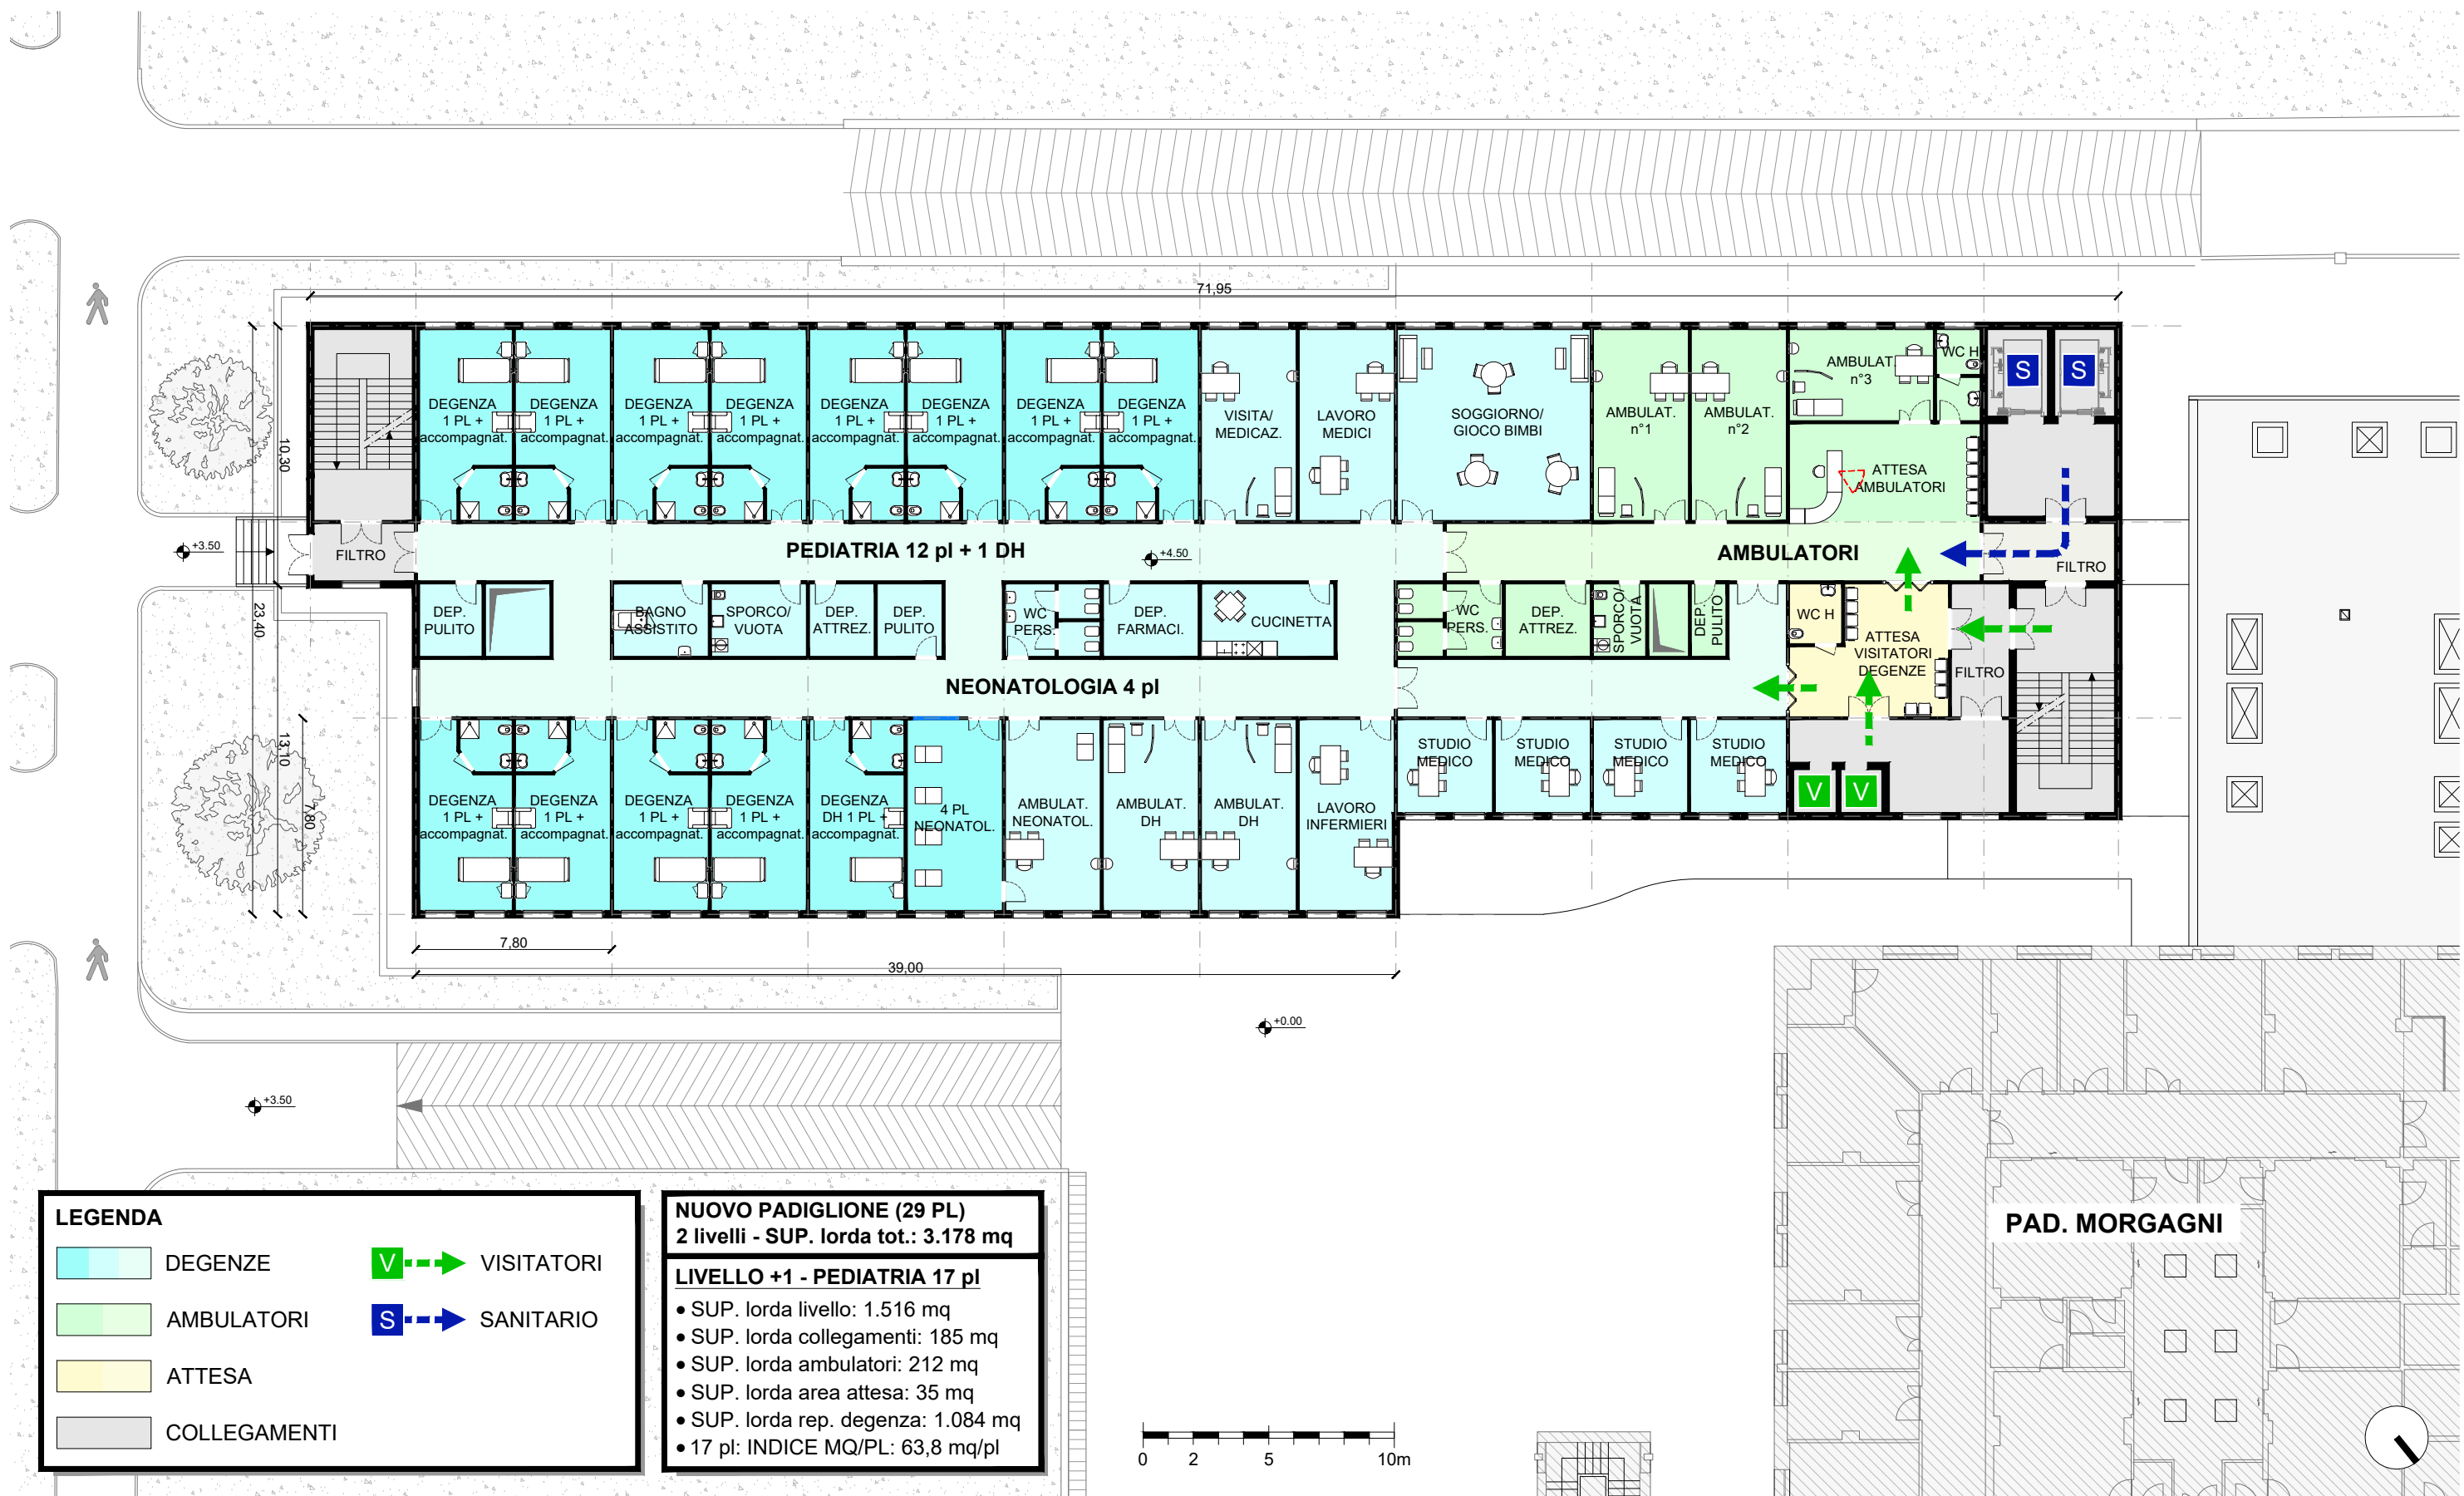 71,95
10,30
23,40
13,10
7,80
+3.50
FILTRO
DEGENZA
1 PL +
accompagnat.
DEGENZA
1 PL +
accompagnat.
DEGENZA
1 PL +
accompagnat.
DEGENZA
1 PL +
accompagnat.
DEGENZA
1 PL +
accompagnat.
DEGENZA
1 PL +
accompagnat.
DEGENZA
1 PL +
accompagnat.
DEGENZA
1 PL +
accompagnat.
VISITA/
MEDICAZ.
LAVORO
MEDICI
SOGGIORNO/
GIOCO BIMBI
AMBULAT.
n°1
AMBULAT.
n°2
AMBULAT.
n°3
WC H
S
S
ATTESA
AMBULATORI
PEDIATRIA 12 pl + 1 DH
+4.50
AMBULATORI
FILTRO
DEP.
PULITO
BAGNO
ASSISTITO
SPORCO/
VUOTA
DEP.
ATTREZ.
DEP.
PULITO
WC
PERS.
DEP.
FARMACI.
CUCINETTA
WC
PERS.
DEP.
ATTREZ.
SPORCO/
VUOTA
DEP.
PULITO
WC H
ATTESA
VISITATORI
DEGENZE
FILTRO
NEONATOLOGIA 4 pl
DEGENZA
1 PL +
accompagnat.
DEGENZA
1 PL +
accompagnat.
DEGENZA
1 PL +
accompagnat.
DEGENZA
1 PL +
accompagnat.
DEGENZA
DH 1 PL +
accompagnat.
4 PL
NEONATOL.
AMBULAT.
NEONATOL.
AMBULAT.
DH
AMBULAT.
DH
LAVORO
INFERMIERI
STUDIO
MEDICO
STUDIO
MEDICO
STUDIO
MEDICO
STUDIO
MEDICO
V
V
7,80
39,00
+0.00
+3.50
PAD. MORGAGNI
LEGENDA
DEGENZE
AMBULATORI
ATTESA
COLLEGAMENTI
V VISITATORI
S SANITARIO
NUOVO PADIGLIONE (29 PL)
2 livelli - SUP. lorda tot.: 3.178 mq
LIVELLO +1 - PEDIATRIA 17 pl
• SUP. lorda livello: 1.516 mq
• SUP. lorda collegamenti: 185 mq
• SUP. lorda ambulatori: 212 mq
• SUP. lorda area attesa: 35 mq
• SUP. lorda rep. degenza: 1.084 mq
• 17 pl: INDICE MQ/PL: 63,8 mq/pl
0 2 5 10m